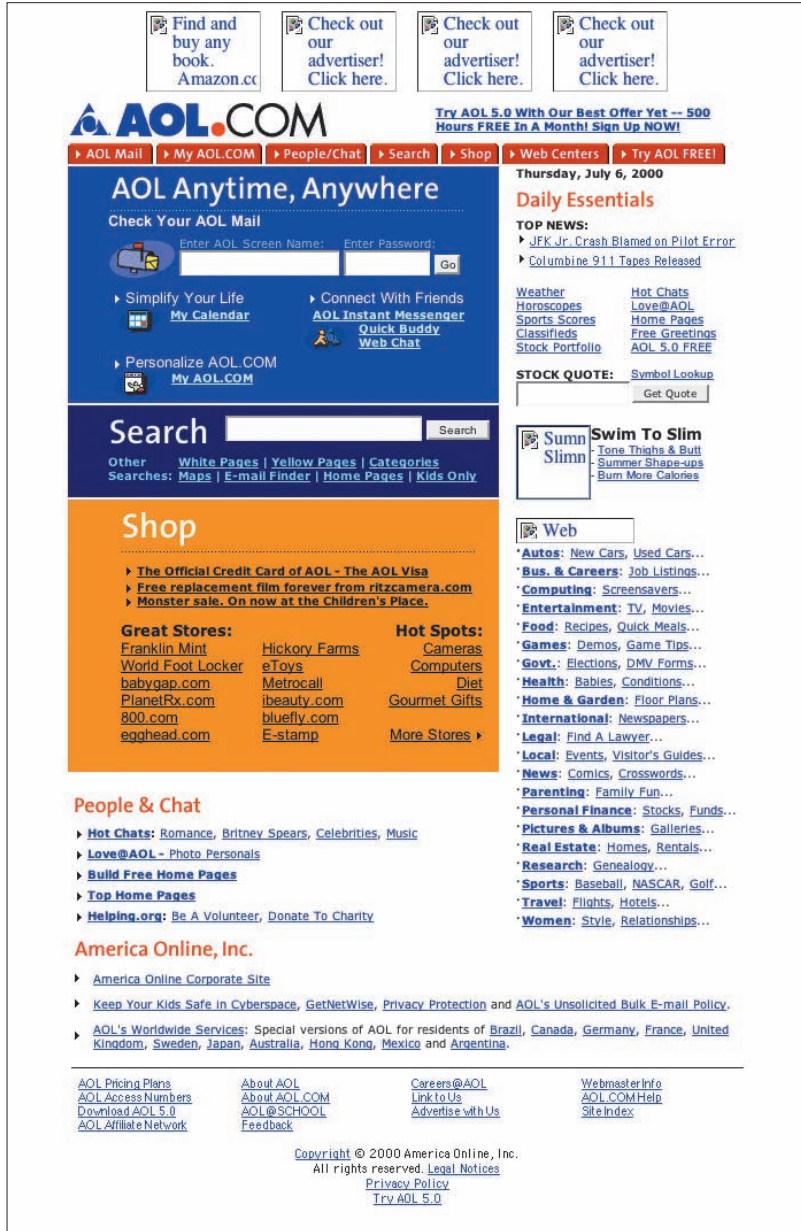 Find and
buy any
book.
Amazon.cc
Check out
our
advertiser!
Click here.
Check out
our
advertiser!
Click here.
Check out
our
advertiser!
Click here.
AOL.COM
Try AOL 5.0 With Our Best Offer Yet -- 500
Hours FREE In A Month! Sign Up NOW!
AOL Mail
My AOL.COM
People/Chat
Search
Shop
Web Centers
Try AOL FREE!
AOL Anytime, Anywhere
Check Your AOL Mail
Enter AOL Screen Name: Enter Password:
Go
Simplify Your Life
My Calendar
Connect With Friends
AOL Instant Messenger
Quick Buddy
Web Chat
Personalize AOL.COM
My AOL.COM
Search
Search
Other
Searches:
White Pages | Yellow Pages | Categories
Maps | E-mail Finder | Home Pages | Kids Only
Shop
The Official Credit Card of AOL - The AOL Visa
Free replacement film forever from ritzcamera.com
Monster sale. On now at the Children's Place.
Great Stores:
Franklin Mint
World Foot Locker
babygap.com
PlanetRx.com
800.com
egghead.com
Hickory Farms
eToys
Metrocall
ibeauty.com
bluefly.com
E-stamp
Hot Spots:
Cameras
Computers
Diet
Gourmet Gifts
More Stores
Thursday, July 6, 2000
Daily Essentials
TOP NEWS:
JFK Jr. Crash Blamed on Pilot Error
Columbine 911 Tapes Released
Weather
Horoscopes
Sports Scores
Classifieds
Stock Portfolio
Hot Chats
Love@AOL
Home Pages
Free Greetings
AOL 5.0 FREE
STOCK QUOTE: Symbol Lookup
Get Quote
Sumn
Slimn
Swim To Slim
- Tone Thighs & Butt
- Summer Shape-ups
- Burn More Calories
Web
Autos: New Cars, Used Cars...
Bus. & Careers: Job Listings...
Computing: Screensavers...
Entertainment: TV, Movies...
Food: Recipes, Quick Meals...
Games: Demos, Game Tips...
Govt.: Elections, DMV Forms...
Health: Babies, Conditions...
Home & Garden: Floor Plans...
International: Newspapers...
Legal: Find A Lawyer...
Local: Events, Visitor's Guides...
News: Comics, Crosswords...
Parenting: Family Fun...
Personal Finance: Stocks, Funds...
Pictures & Albums: Galleries...
Real Estate: Homes, Rentals...
Research: Genealogy...
Sports: Baseball, NASCAR, Golf...
Travel: Flights, Hotels...
Women: Style, Relationships...
People & Chat
Hot Chats: Romance, Britney Spears, Celebrities, Music
Love@AOL - Photo Personals
Build Free Home Pages
Top Home Pages
Helping.org: Be A Volunteer, Donate To Charity
America Online, Inc.
America Online Corporate Site
Keep Your Kids Safe in Cyberspace, GetNetWise, Privacy Protection and AOL's Unsolicited Bulk E-mail Policy.
AOL's Worldwide Services: Special versions of AOL for residents of Brazil, Canada, Germany, France, United
Kingdom, Sweden, Japan, Australia, Hong Kong, Mexico and Argentina.
AOL Pricing Plans
AOL Access Numbers
Download AOL 5.0
AOL Affiliate Network
About AOL
About AOL.COM
AOL@SCHOOL
Feedback
Careers@AOL
Link to Us
Advertise with Us
Webmaster Info
AOL.COM Help
Site Index
Copyright © 2000 America Online, Inc.
All rights reserved. Legal Notices
Privacy Policy
Try AOL 5.0